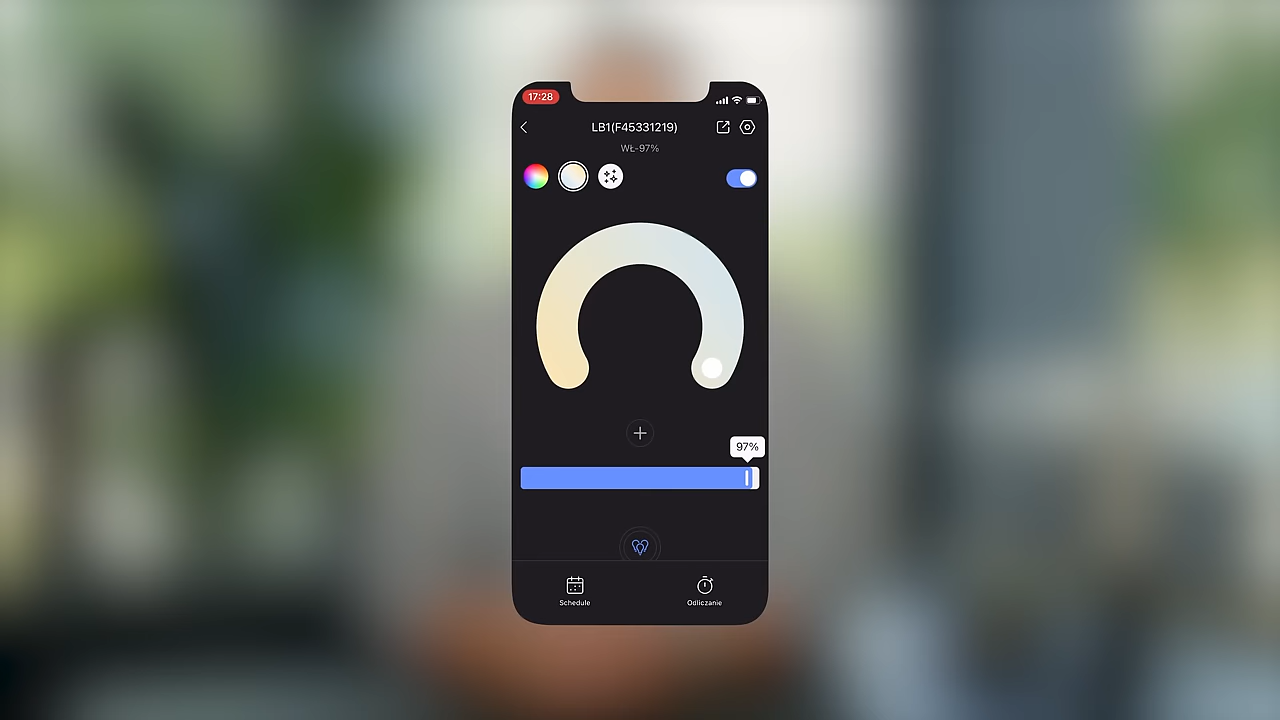 17:28
LB1(F45331219)
WŁ-97%
97%
Schedule
Odliczanie